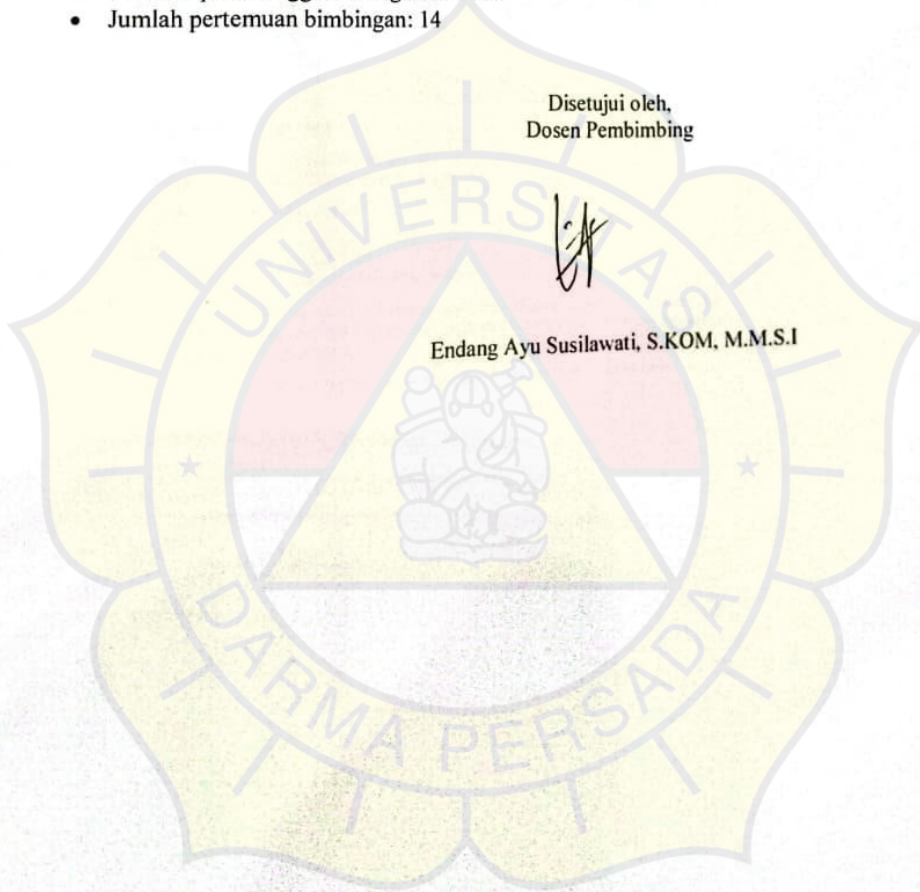 • Jumlah pertemuan bimbingan: 14
Disetujui oleh,
Dosen Pembimbing
Endang Ayu Susilawati, S.KOM, M.M.S.I
UNIVERSITAS
DARMA PERSADA